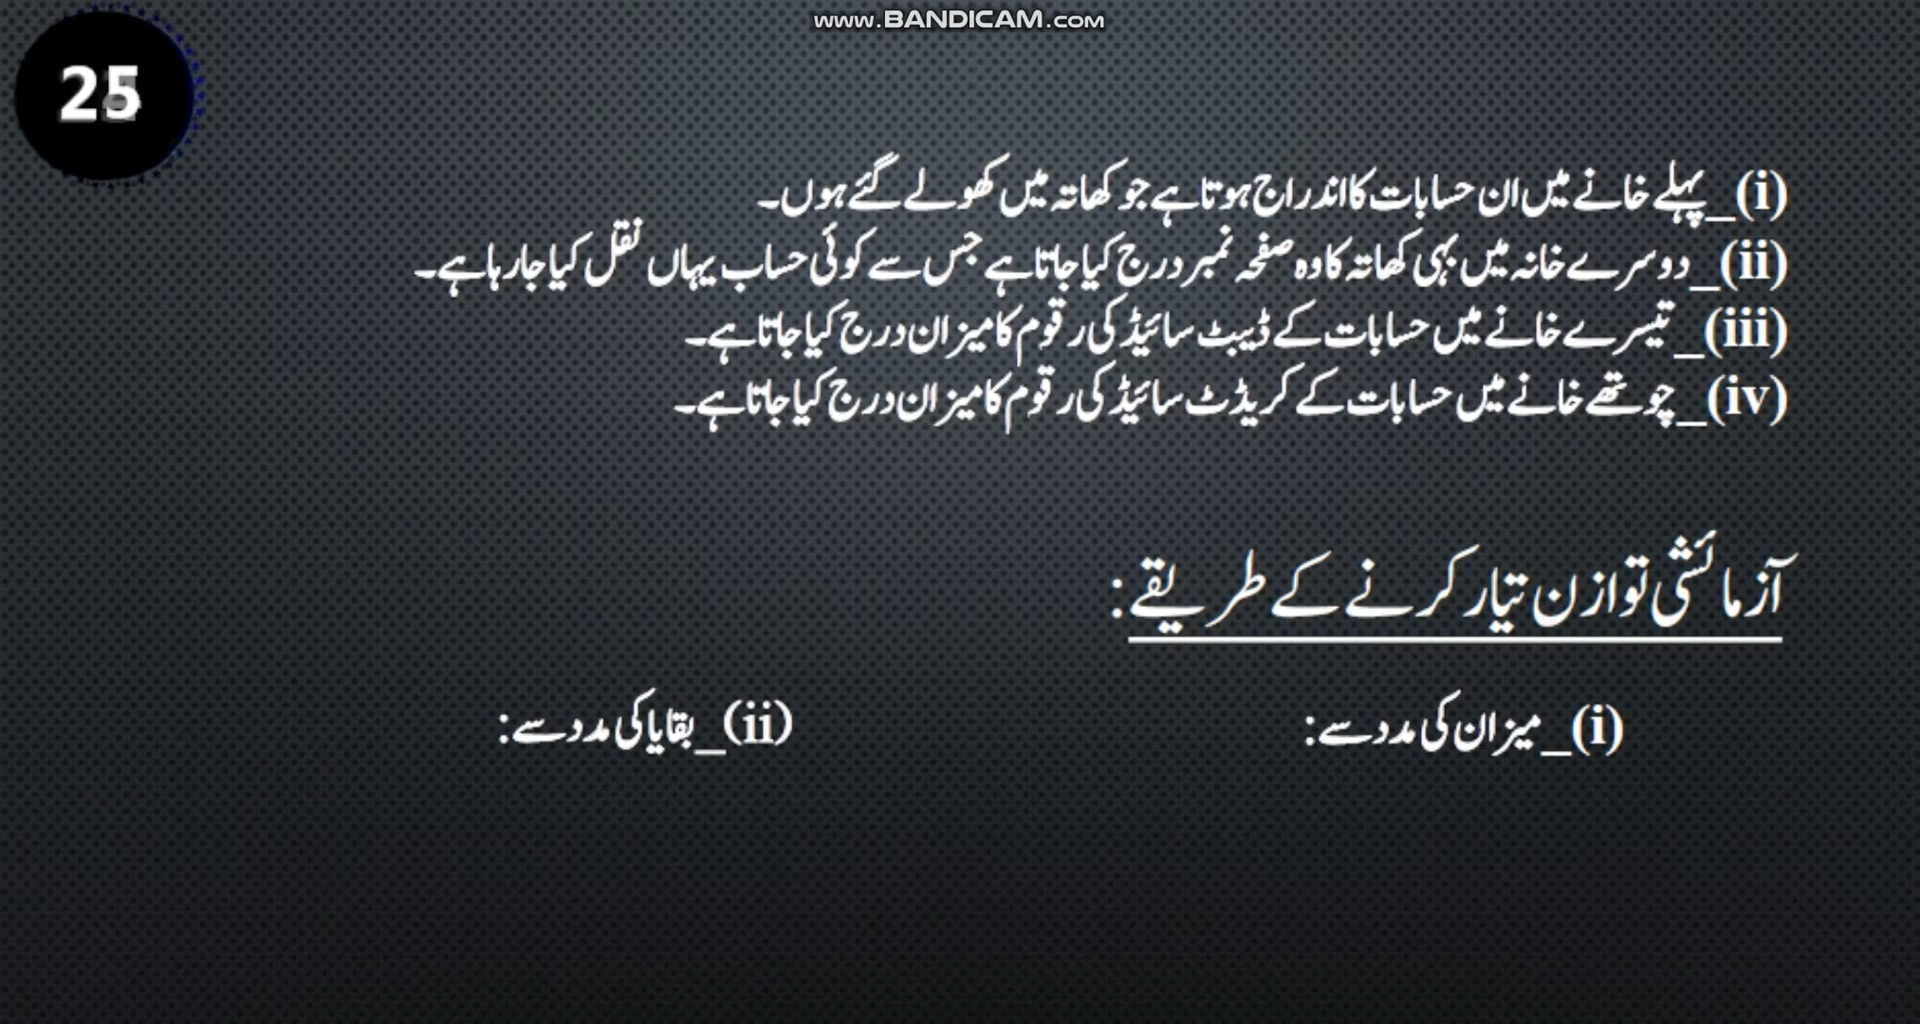 www.BANDICAM.com
25
(i)_پہلے خانے میں ان حسابات کا اندراج ہوتا ہے جو کھاتہ میں کھولے گئے ہوں۔
(ii)_دوسرے خانہ میں بہی کھاتہ کا وہ صفحہ نمبر درج کیا جاتا ہے جس سے کوئی حساب یہاں نقل کیا جا رہا ہے۔
(iii)_تیسرے خانے میں حسابات کے ڈیبٹ سائیڈ کی رقوم کا میزان درج کیا جاتا ہے۔
(iv)_چوتھے خانے میں حسابات کے کریڈٹ سائیڈ کی رقوم کا میزان درج کیا جاتا ہے۔
آزمائشی توازن تیار کرنے کے طریقے:
(i)_میزان کی مدد سے:
(ii)_بقایا کی مدد سے: